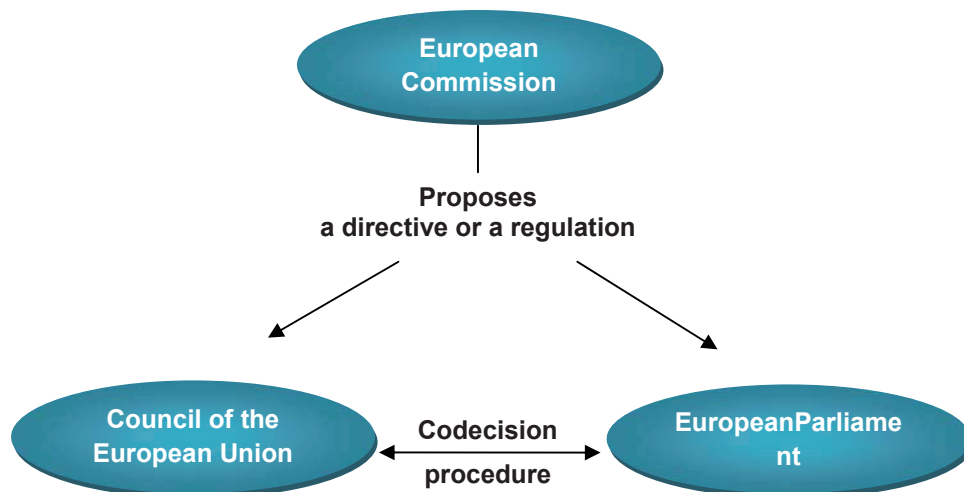 European
Commission
Proposes
a directive or a regulation
Council of the
European Union
Codecision
procedure
EuropeanParliame
nt